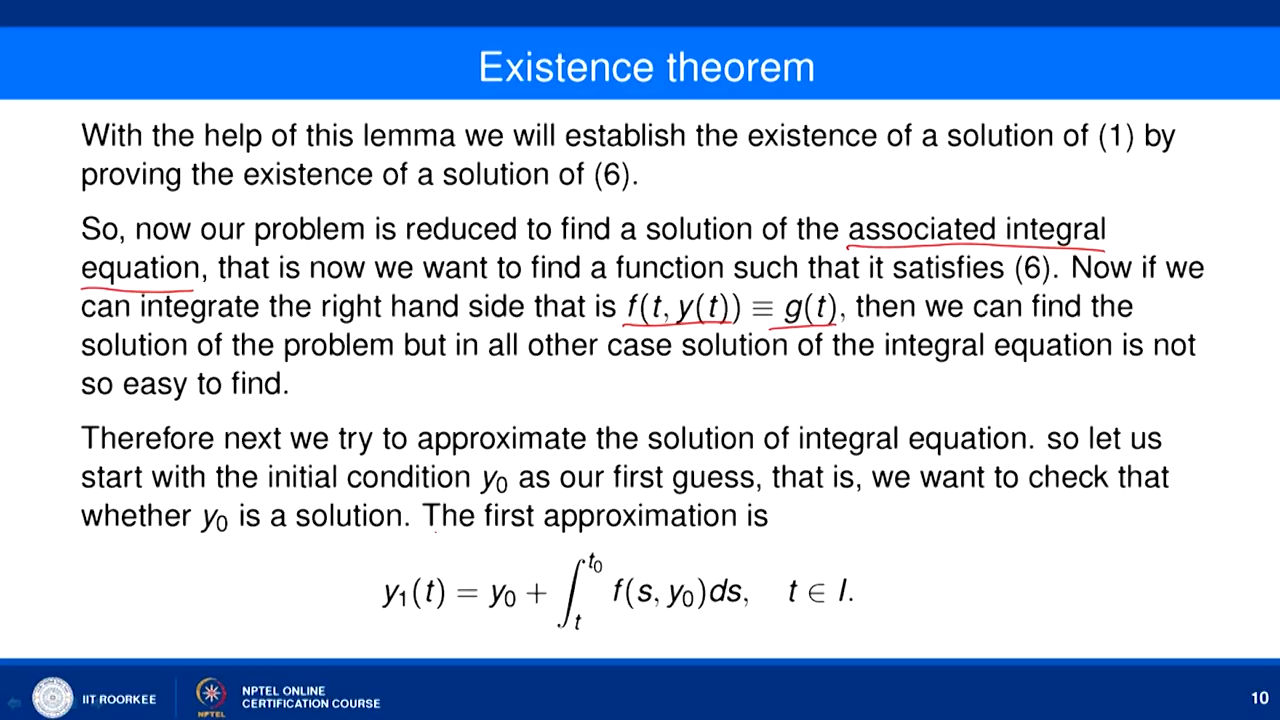 Existence theorem
With the help of this lemma we will establish the existence of a solution of (1) by
proving the existence of a solution of (6).
So, now our problem is reduced to find a solution of the associated integral
equation, that is now we want to find a function such that it satisfies (6). Now if we
can integrate the right hand side that is f(t, y(t)) ≡ g(t), then we can find the
solution of the problem but in all other case solution of the integral equation is not
so easy to find.
Therefore next we try to approximate the solution of integral equation. so let us
start with the initial condition y₀ as our first guess, that is, we want to check that
whether y₀ is a solution. The first approximation is
y₁(t) = y₀ + ∫ₜ^{t₀} f(s, y₀)ds, t ∈ I.
IIT ROORKEE
NPTEL
NPTEL ONLINE
CERTIFICATION COURSE
10